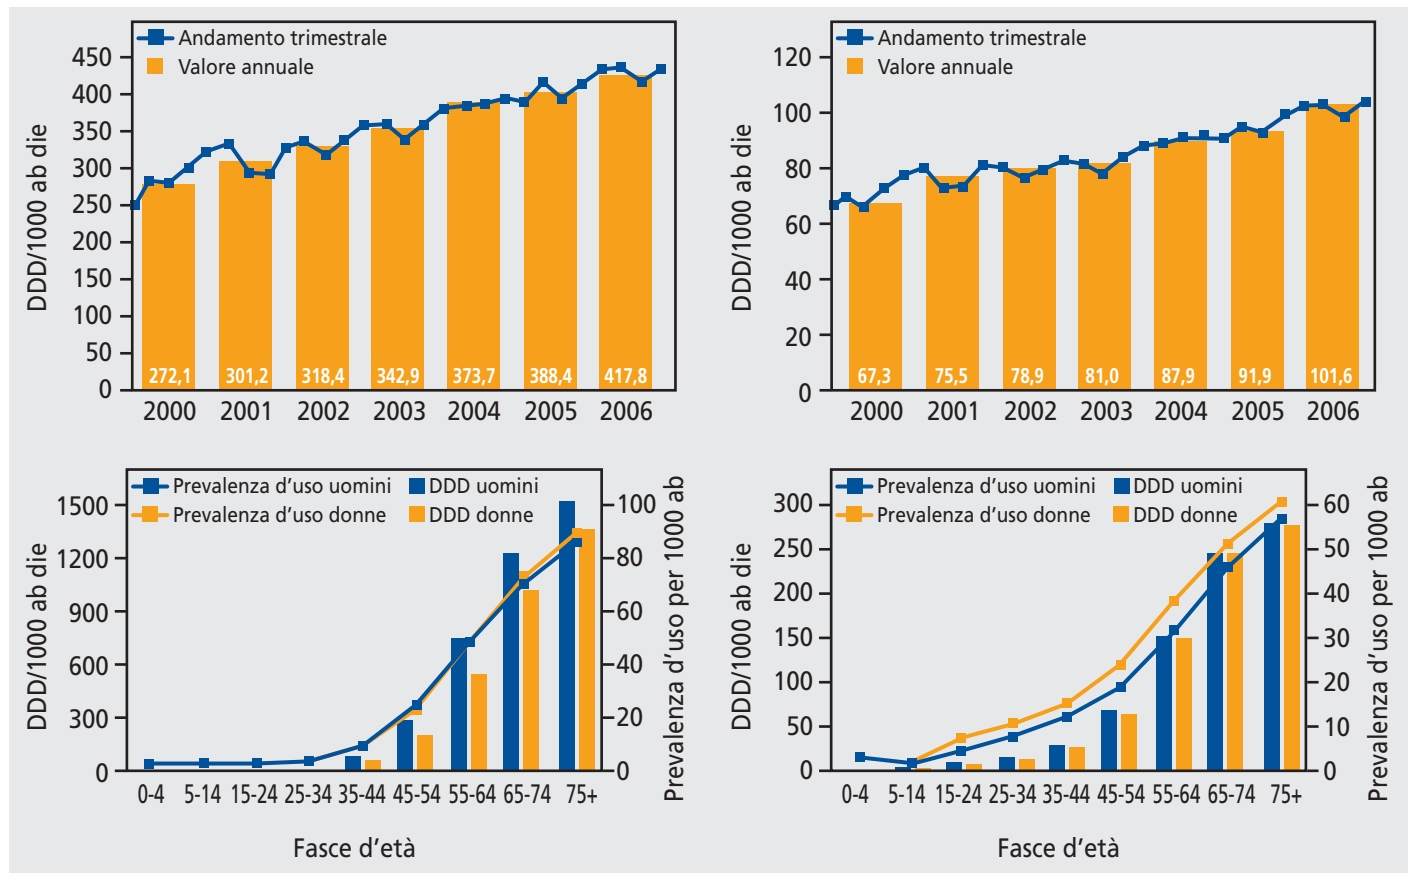 Andamento trimestrale
Valore annuale
DDD/1000 ab die
450
400
350
300
250
200
150
100
50
0
272,1 301,2 318,4 342,9 373,7 388,4 417,8
2000 2001 2002 2003 2004 2005 2006
Andamento trimestrale
Valore annuale
DDD/1000 ab die
120
100
80
60
40
20
0
67,3 75,5 78,9 81,0 87,9 91,9 101,6
2000 2001 2002 2003 2004 2005 2006
Prevalenza d'uso uomini DDD uomini
Prevalenza d'uso donne DDD donne
DDD/1000 ab die
1500
1200
900
600
300
0
100
80
60
40
20
0
Prevalenza d'uso per 1000 ab
0-4 5-14 15-24 25-34 35-44 45-54 55-64 65-74 75+
Fasce d'età
Prevalenza d'uso uomini DDD uomini
Prevalenza d'uso donne DDD donne
DDD/1000 ab die
300
250
200
150
100
50
0
60
50
40
30
20
10
0
Prevalenza d'uso per 1000 ab
0-4 5-14 15-24 25-34 35-44 45-54 55-64 65-74 75+
Fasce d'età